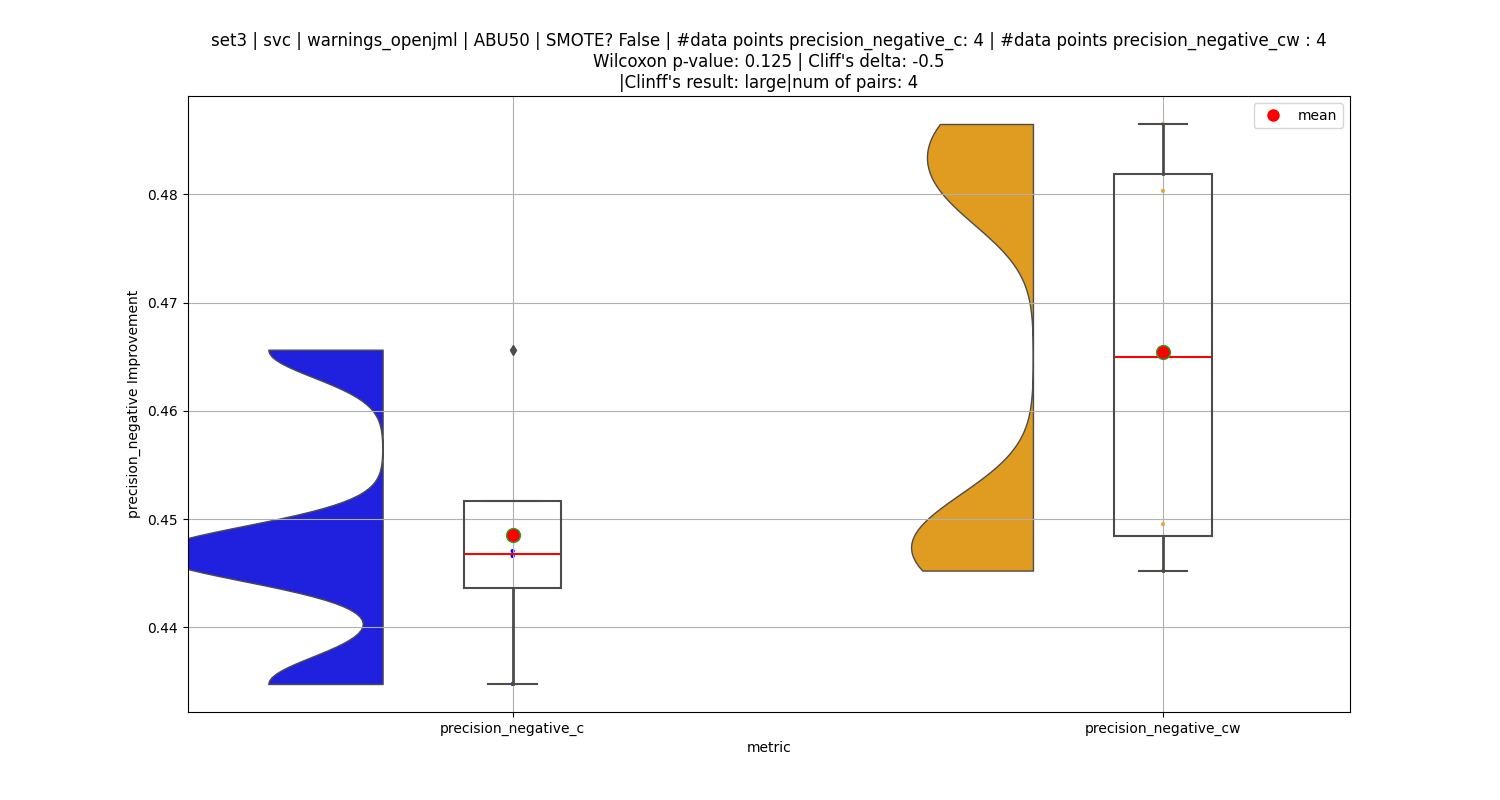 set3 | svc | warnings_openjml | ABU50 | SMOTE? False | #data points precision_negative_c: 4 | #data points precision_negative_cw : 4
Wilcoxon p-value: 0.125 | Cliff's delta: -0.5
|Clinff's result: large|num of pairs: 4
mean
0.48
0.47
0.46
0.45
0.44
precision_negative Improvement
precision_negative_c
precision_negative_cw
metric